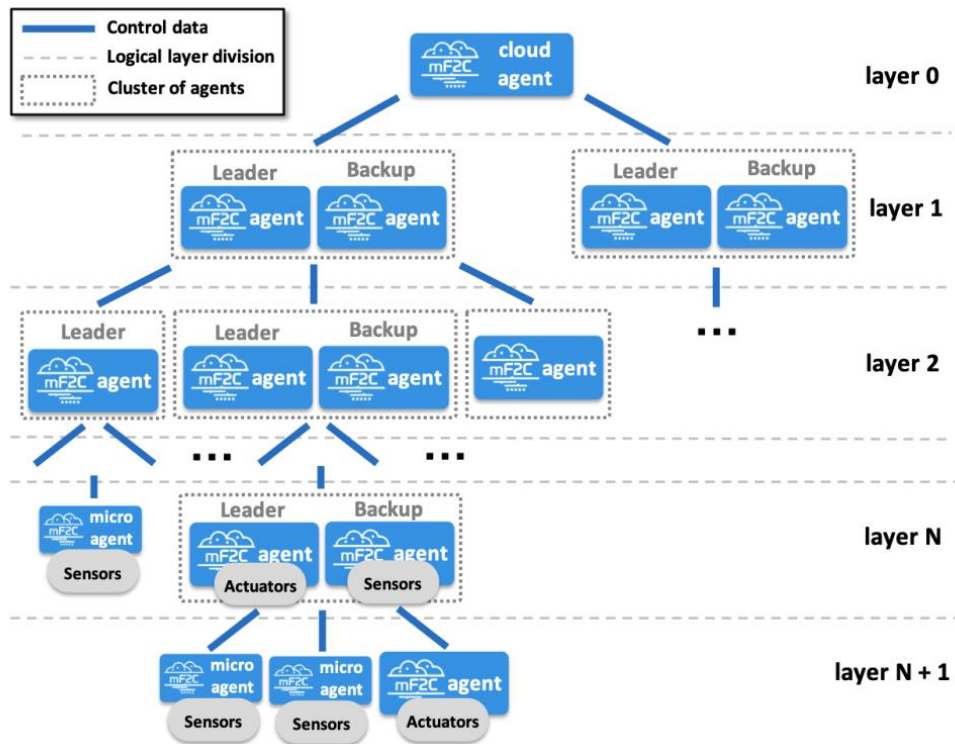 Control data
Logical layer division
Cluster of agents
mF2C cloud agent
layer 0
Leader Backup
mF2C agent mF2C agent
Leader Backup
mF2C agent mF2C agent
layer 1
Leader
mF2C agent
Leader Backup
mF2C agent mF2C agent
mF2C agent
...
layer 2
... ...
mF2C micro agent
Sensors
Leader Backup
mF2C agent mF2C agent
Actuators Sensors
layer N
mF2C micro agent
Sensors
mF2C micro agent
Sensors
mF2C agent
Actuators
layer N + 1